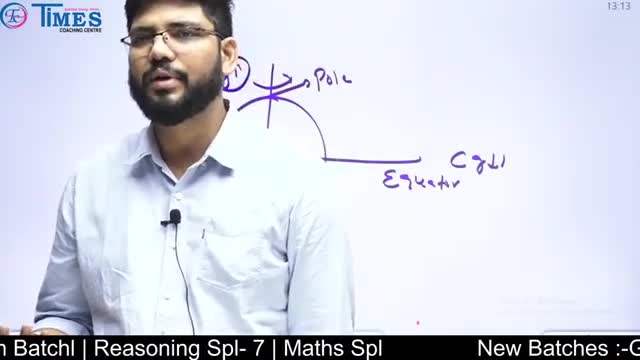 TIMES
COACHING CENTRE
13:13
Pole
Equator
n Batchl | Reasoning Spl- 7 | Maths Spl
New Batches :-C